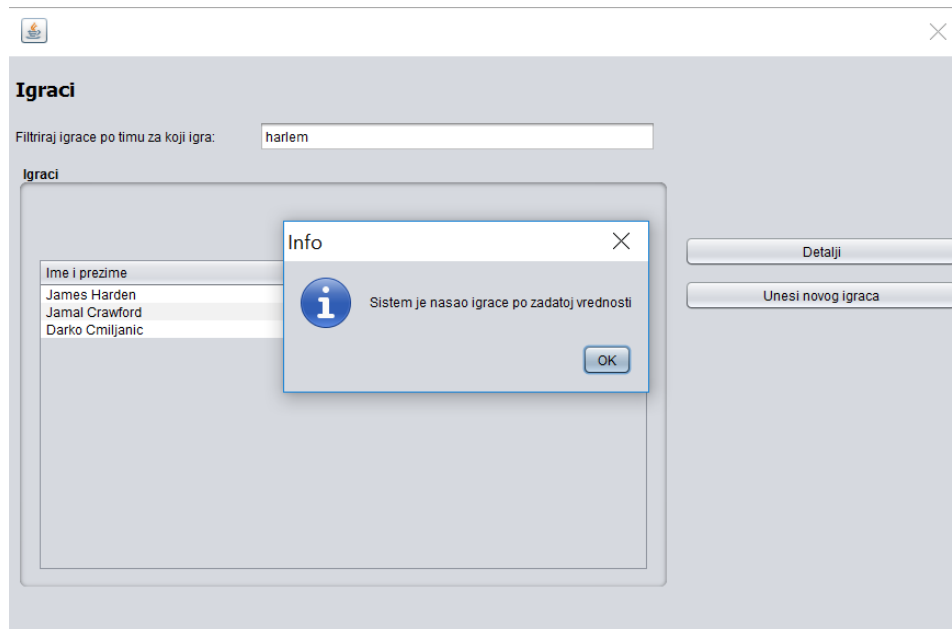 Igraci
Filtriraj igrace po timu za koji igra:
harlem
Igraci
Ime i prezime
James Harden
Jamal Crawford
Darko Cmiljanic
Info
Sistem je nasao igrace po zadatoj vrednosti
OK
Detalji
Unesi novog igraca